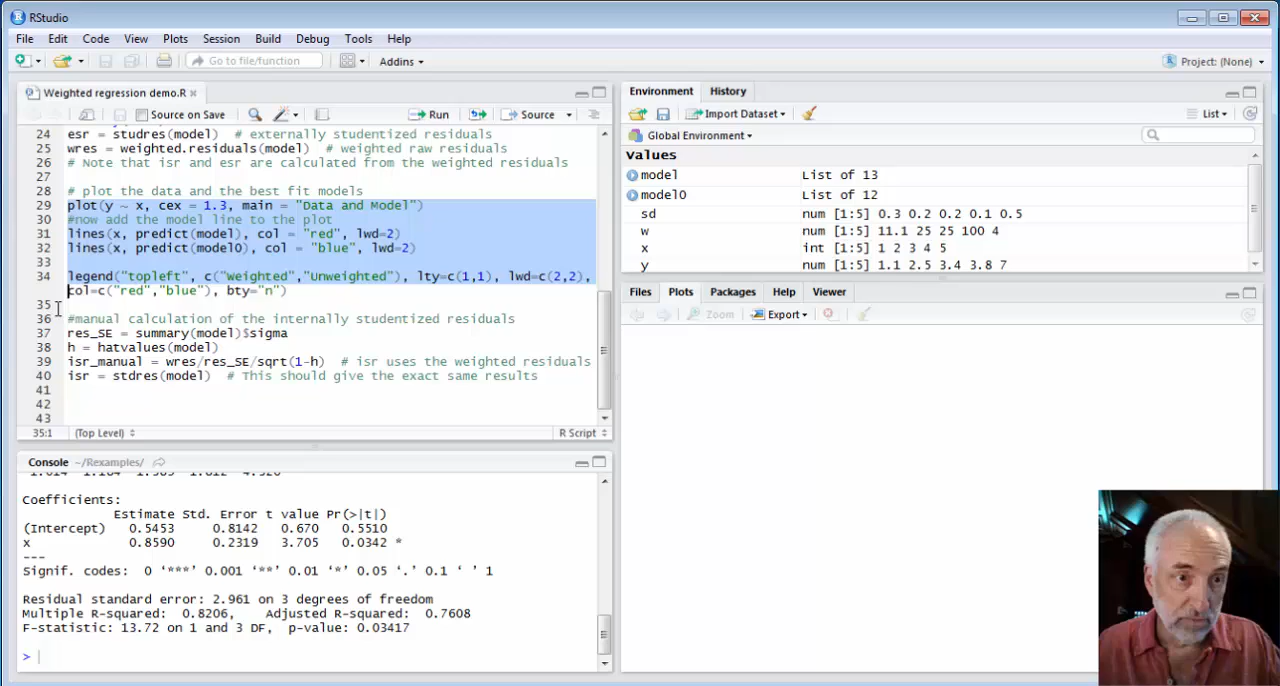 RStudio
File Edit Code View Plots Session Build Debug Tools Help
Go to file/function Addins Project: (None)
Weighted regression demo.R
Source on Save Run Source
24 esr = studres(model) # externally studentized residuals
25 wres = weighted.residuals(model) # weighted raw residuals
26 # Note that isr and esr are calculated from the weighted residuals
27
28 # plot the data and the best fit models
29 plot(y ~ x, cex = 1.3, main = "Data and Model")
30 #now add the model line to the plot
31 lines(x, predict(model), col = "red", lwd=2)
32 lines(x, predict(model0), col = "blue", lwd=2)
33
34 legend("topleft", c("Weighted","Unweighted"), lty=c(1,1), lwd=c(2,2),
col=c("red","blue"), bty="n")
35
36 #manual calculation of the internally studentized residuals
37 res_SE = summary(model)$sigma
38 h = hatvalues(model)
39 isr_manual = wres/res_SE/sqrt(1-h) # isr uses the weighted residuals
40 isr = stdres(model) # This should give the exact same results
41
42
43
35:1 (Top Level) R Script
Console ~/Rexamples/
Coefficients:
Estimate Std. Error t value Pr(>|t|)
(Intercept) 0.5453 0.8142 0.670 0.5510
x 0.8590 0.2319 3.705 0.0342 *
---
Signif. codes: 0 ‘***’ 0.001 ‘**’ 0.01 ‘*’ 0.05 ‘.’ 0.1 ‘ ’ 1
Residual standard error: 2.961 on 3 degrees of freedom
Multiple R-squared: 0.8206, Adjusted R-squared: 0.7608
F-statistic: 13.72 on 1 and 3 DF, p-value: 0.03417
>
Environment History
Import Dataset List
Global Environment
Values
model List of 13
model0 List of 12
sd num [1:5] 0.3 0.2 0.2 0.1 0.5
w num [1:5] 11.1 25 25 100 4
x int [1:5] 1 2 3 4 5
y num [1:5] 1.1 2.5 3.4 3.8 7
Files Plots Packages Help Viewer
Zoom Export